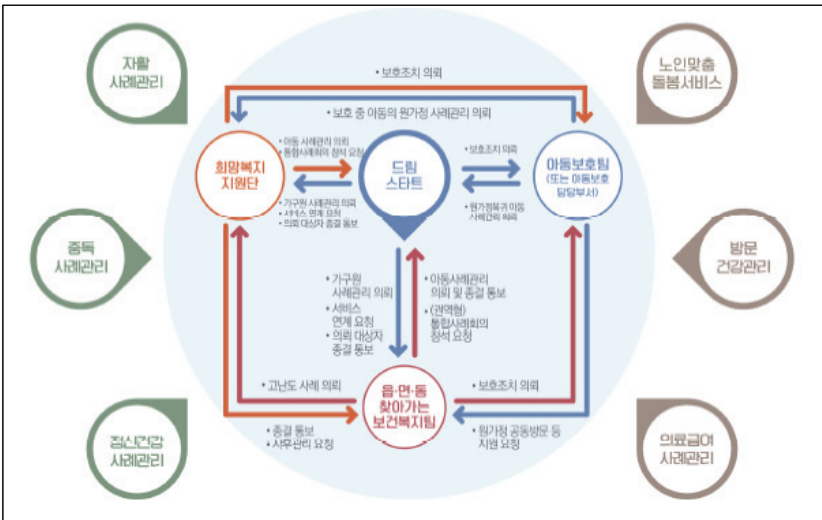 자활
사례관리
노인맞춤
돌봄서비스
• 보호조치 의뢰
• 보호 중 아동의 원가정 사례관리 의뢰
희망복지
지원단
• 아동 사례관리 의뢰
• 통합사례회의 참석 요청
드림
스타트
• 보호조치 의뢰
아동보호팀
(또는 아동보호
담당부서)
• 가구원 사례관리 의뢰
• 서비스 연계 요청
• 의뢰 대상자 종결 통보
• 원가정복귀 아동
사례관리 의뢰
중독
사례관리
방문
건강관리
• 가구원
사례관리 의뢰
• 서비스
연계 요청
• 의뢰 대상자
종결 통보
• 아동사례관리
의뢰 및 종결 통보
• (권역형)
통합사례회의
참석 요청
• 고난도 사례 의뢰
읍·면·동
찾아가는
보건복지팀
• 보호조치 의뢰
• 종결 통보
• 사후관리 요청
• 원가정 공동방문 등
지원 요청
정신건강
사례관리
의료급여
사례관리